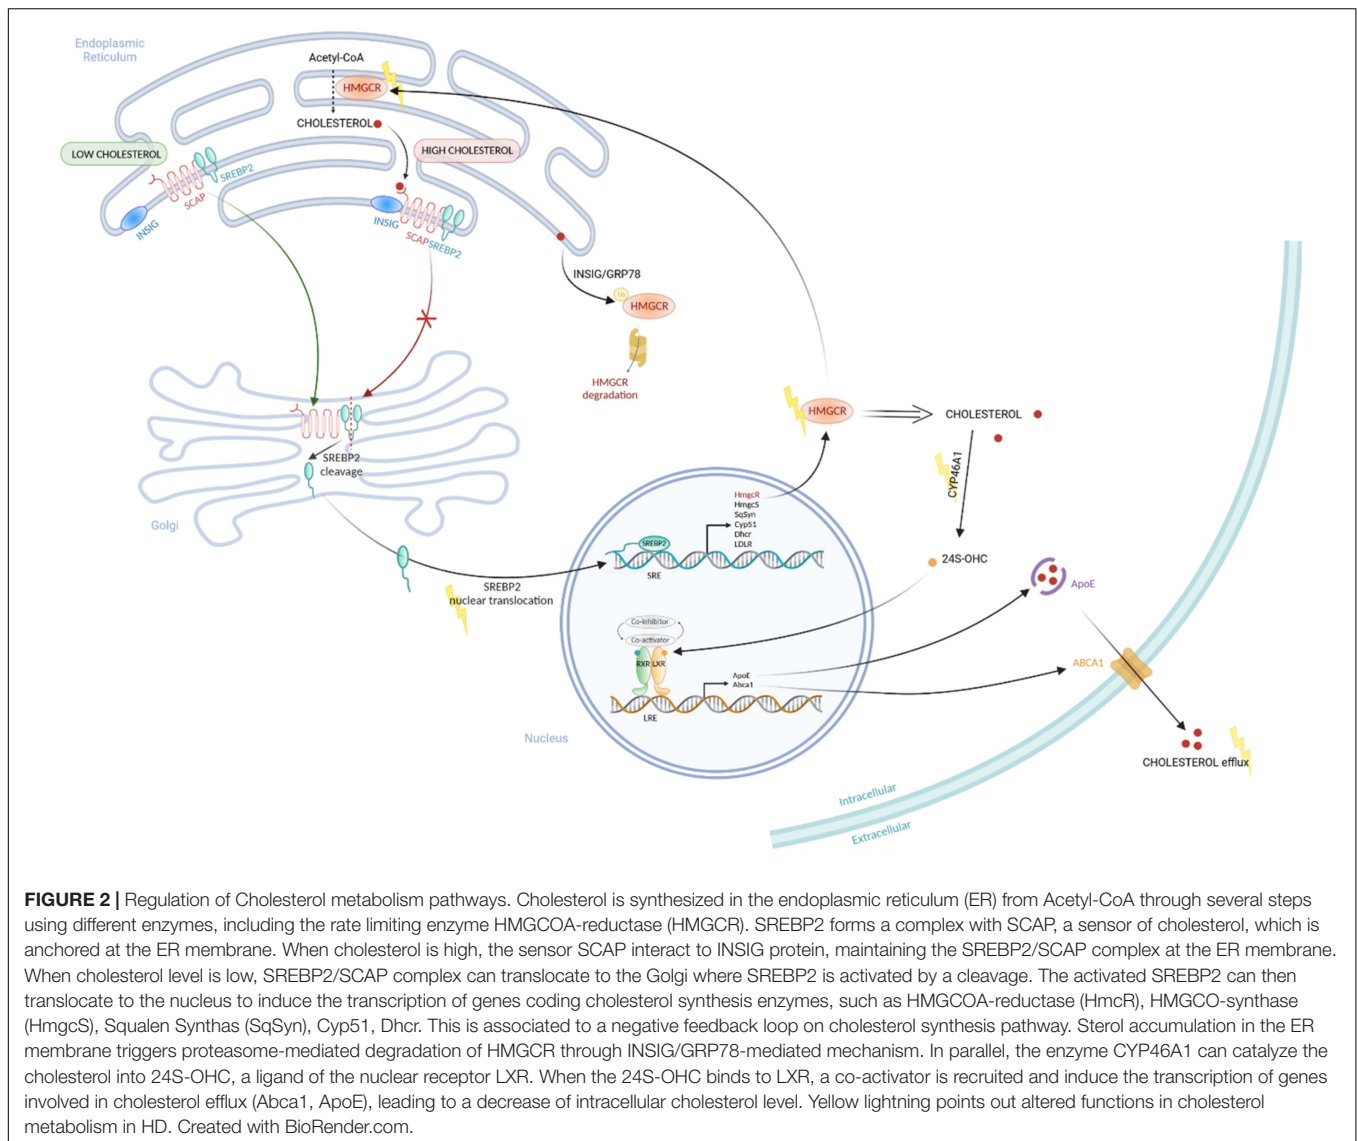 Endoplasmic
Reticulum
Acetyl-CoA
HMGCR
CHOLESTEROL
LOW CHOLESTEROL
HIGH CHOLESTEROL
SREBP2
SCAP
INSIG
INSIG
SCAP
SREBP2
INSIG/GRP78
Ub
HMGCR
HMGCR
degradation
HMGCR
CHOLESTEROL
CYP46A1
24S-OHC
SREBP2
cleavage
Golgi
SREBP2
nuclear translocation
HmgcR
HmgcS
SqSyn
Cyp51
Dhcr
LDLR
SREBP2
SRE
Co-inhibitor
Co-activator
RXR
LXR
ApoE
Abca1
LRE
Nucleus
ApoE
ABCA1
CHOLESTEROL efflux
Intracellular
Extracellular
FIGURE 2 | Regulation of Cholesterol metabolism pathways. Cholesterol is synthesized in the endoplasmic reticulum (ER) from Acetyl-CoA through several steps
using different enzymes, including the rate limiting enzyme HMGCOA-reductase (HMGCR). SREBP2 forms a complex with SCAP, a sensor of cholesterol, which is
anchored at the ER membrane. When cholesterol is high, the sensor SCAP interact to INSIG protein, maintaining the SREBP2/SCAP complex at the ER membrane.
When cholesterol level is low, SREBP2/SCAP complex can translocate to the Golgi where SREBP2 is activated by a cleavage. The activated SREBP2 can then
translocate to the nucleus to induce the transcription of genes coding cholesterol synthesis enzymes, such as HMGCOA-reductase (HmcR), HMGCO-synthase
(HmgcS), Squalen Synthas (SqSyn), Cyp51, Dhcr. This is associated to a negative feedback loop on cholesterol synthesis pathway. Sterol accumulation in the ER
membrane triggers proteasome-mediated degradation of HMGCR through INSIG/GRP78-mediated mechanism. In parallel, the enzyme CYP46A1 can catalyze the
cholesterol into 24S-OHC, a ligand of the nuclear receptor LXR. When the 24S-OHC binds to LXR, a co-activator is recruited and induce the transcription of genes
involved in cholesterol efflux (Abca1, ApoE), leading to a decrease of intracellular cholesterol level. Yellow lightning points out altered functions in cholesterol
metabolism in HD. Created with BioRender.com.